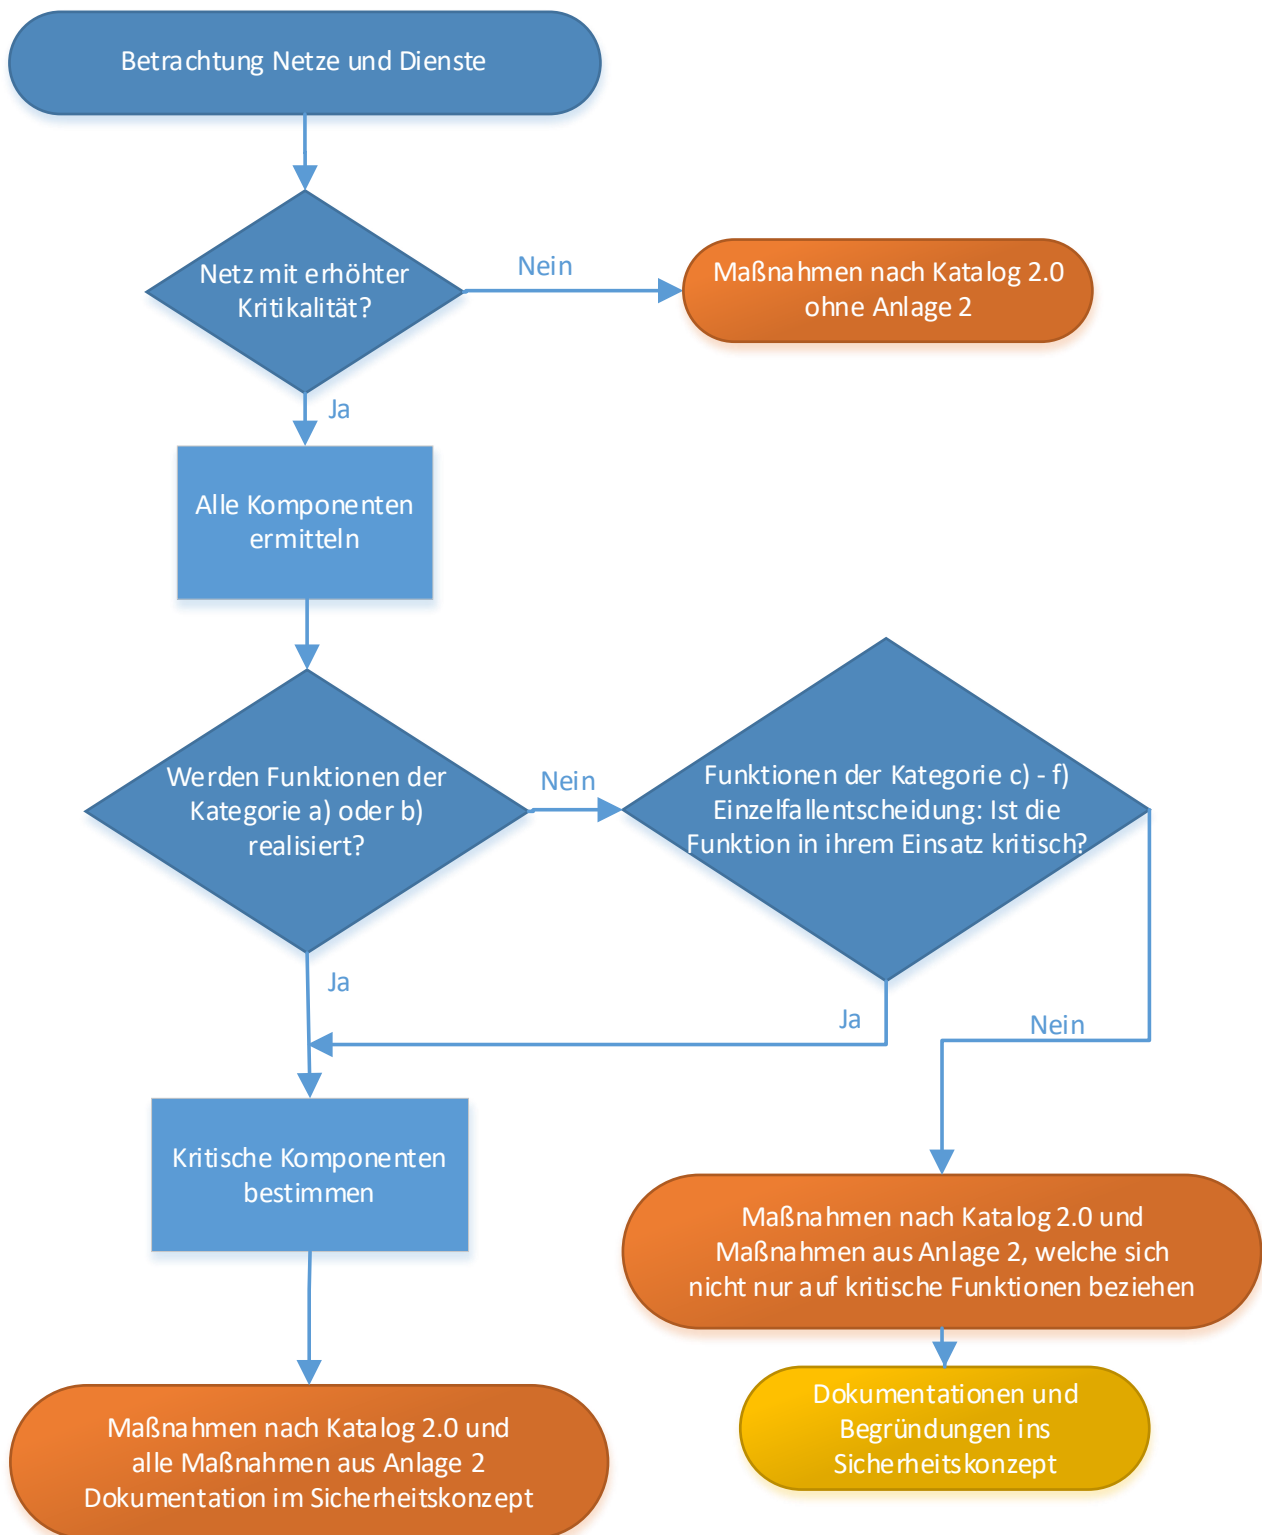 Betrachtung Netze und Dienste
Netz mit erhöhter
Kritikalität?
Nein
Maßnahmen nach Katalog 2.0
ohne Anlage 2
Ja
Alle Komponenten
ermitteln
Werden Funktionen der
Kategorie a) oder b)
realisiert?
Nein
Funktionen der Kategorie c) - f)
Einzelfallentscheidung: Ist die
Funktion in ihrem Einsatz kritisch?
Ja
Ja
Nein
Kritische Komponenten
bestimmen
Maßnahmen nach Katalog 2.0 und
Maßnahmen aus Anlage 2, welche sich
nicht nur auf kritische Funktionen beziehen
Dokumentationen und
Begründungen ins
Sicherheitskonzept
Maßnahmen nach Katalog 2.0 und
alle Maßnahmen aus Anlage 2
Dokumentation im Sicherheitskonzept